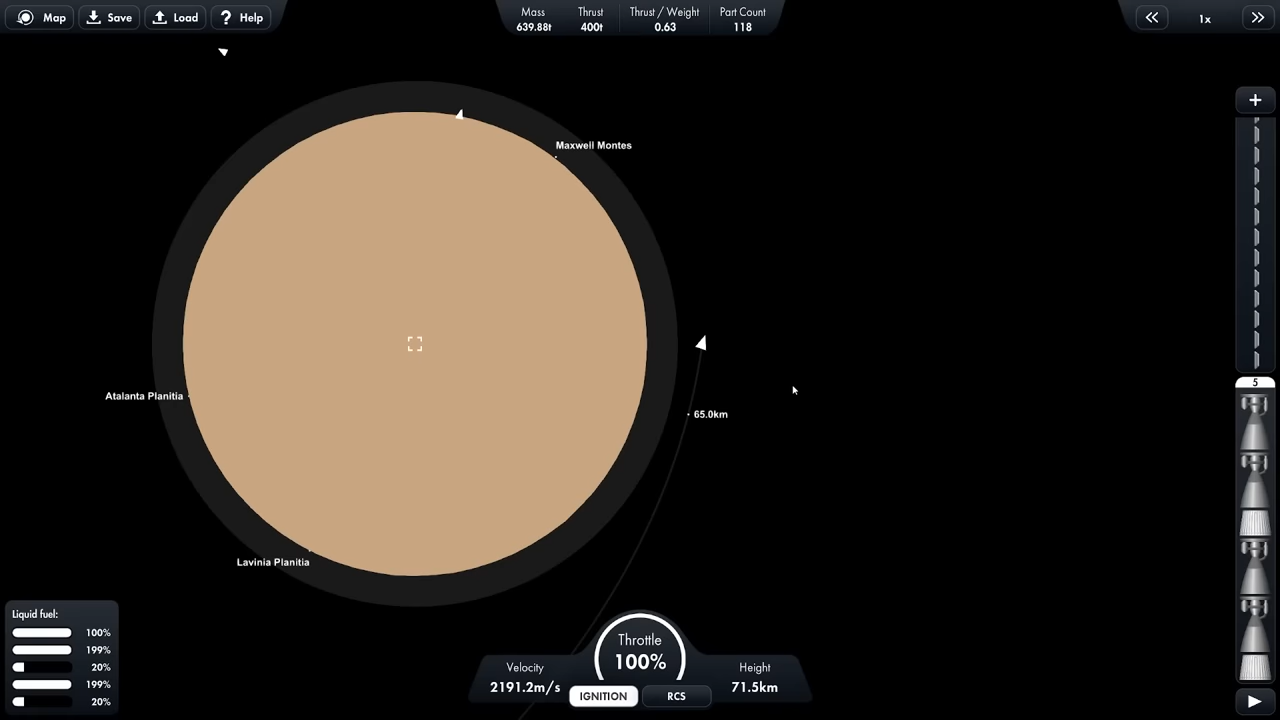 Map
Save
Load
? Help
Mass
639.88t
Thrust
400t
Thrust / Weight
0.63
Part Count
118
1x
Maxwell Montes
Atalanta Planitia
65.0km
Lavinia Planitia
5
Liquid fuel:
100%
199%
20%
199%
20%
Throttle
100%
Velocity
2191.2m/s
Height
71.5km
IGNITION
RCS